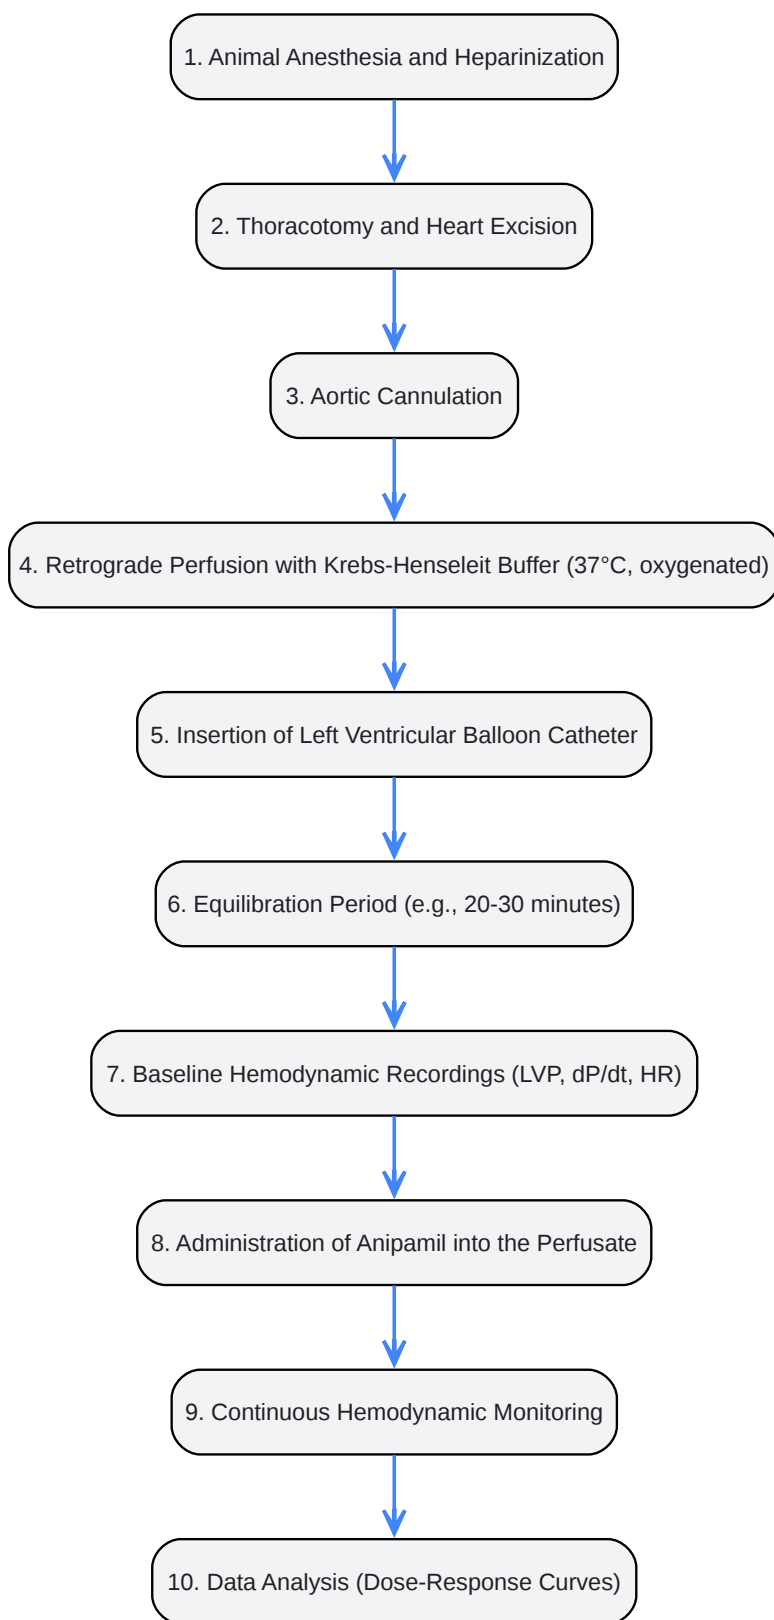 1. Animal Anesthesia and Heparinization
2. Thoracotomy and Heart Excision
3. Aortic Cannulation
4. Retrograde Perfusion with Krebs-Henseleit Buffer (37°C, oxygenated)
5. Insertion of Left Ventricular Balloon Catheter
6. Equilibration Period (e.g., 20-30 minutes)
7. Baseline Hemodynamic Recordings (LVP, dP/dt, HR)
8. Administration of Anipamil into the Perfusate
9. Continuous Hemodynamic Monitoring
10. Data Analysis (Dose-Response Curves)